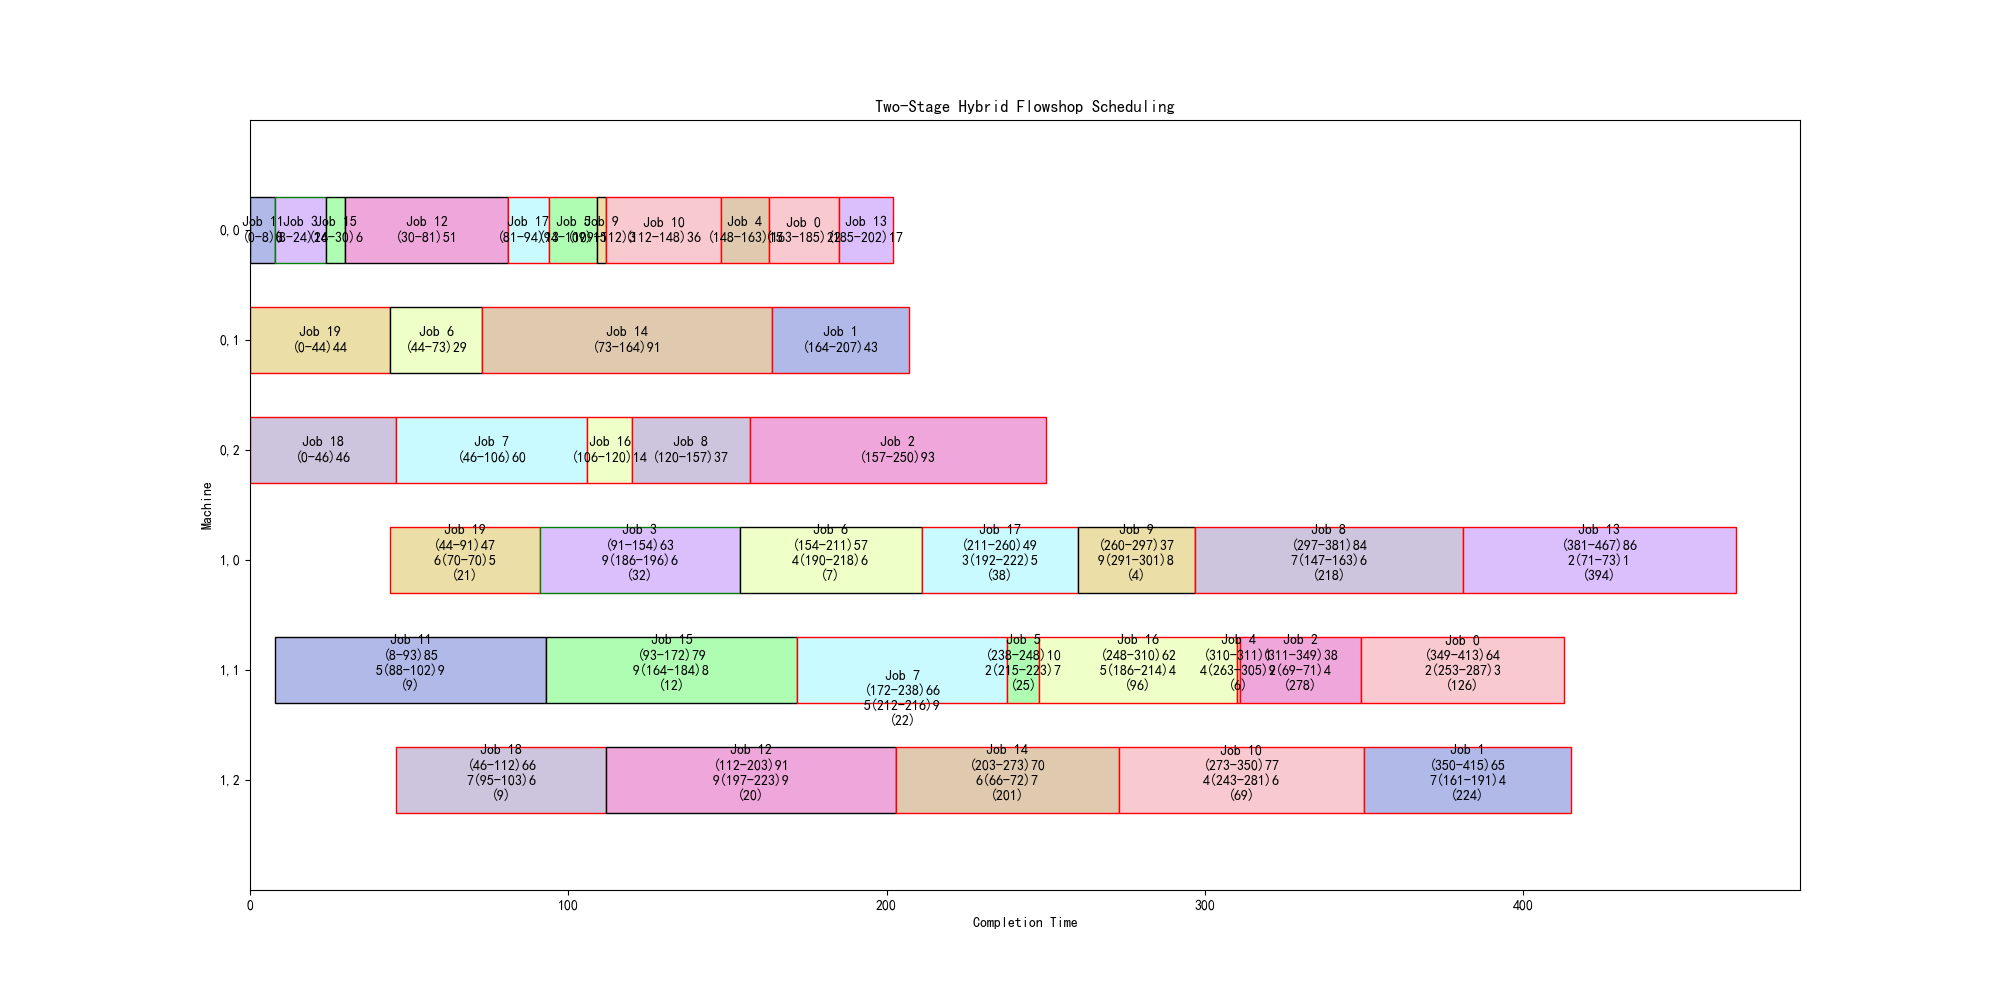 Two-Stage Hybrid Flowshop Scheduling
Machine
0,0
Job 11
(0-8)8
Job 3
(8-24)16
Job 15
(24-30)6
Job 12
(30-81)51
Job 17
(81-94)13
Job 5
(94-109)15
Job 9
(109-112)3
Job 10
(112-148)36
Job 4
(148-163)15
Job 0
(163-185)22
Job 13
(185-202)17
0,1
Job 19
(0-44)44
Job 6
(44-73)29
Job 14
(73-164)91
Job 1
(164-207)43
0,2
Job 18
(0-46)46
Job 7
(46-106)60
Job 16
(106-120)14
Job 8
(120-157)37
Job 2
(157-250)93
1,0
Job 19
(44-91)47
6(70-70)5
(21)
Job 3
(91-154)63
9(186-196)6
(32)
Job 6
(154-211)57
4(190-218)6
(7)
Job 17
(211-260)49
3(192-222)5
(38)
Job 9
(260-297)37
9(291-301)8
(4)
Job 8
(297-381)84
7(147-163)6
(218)
Job 13
(381-467)86
2(71-73)1
(394)
1,1
Job 11
(8-93)85
5(88-102)9
(9)
Job 15
(93-172)79
9(164-184)8
(12)
Job 7
(172-238)66
5(212-216)9
(22)
Job 5
(238-248)10
2(215-223)7
(25)
Job 16
(248-310)62
5(186-214)4
(96)
Job 4
(310-311)1
4(263-305)9
(6)
Job 2
(311-349)38
2(69-71)4
(278)
Job 0
(349-413)64
2(253-287)3
(126)
1,2
Job 18
(46-112)66
7(95-103)6
(9)
Job 12
(112-203)91
9(197-223)9
(20)
Job 14
(203-273)70
6(66-72)7
(201)
Job 10
(273-350)77
4(243-281)6
(69)
Job 1
(350-415)65
7(161-191)4
(224)
0
100
200
300
400
Completion Time